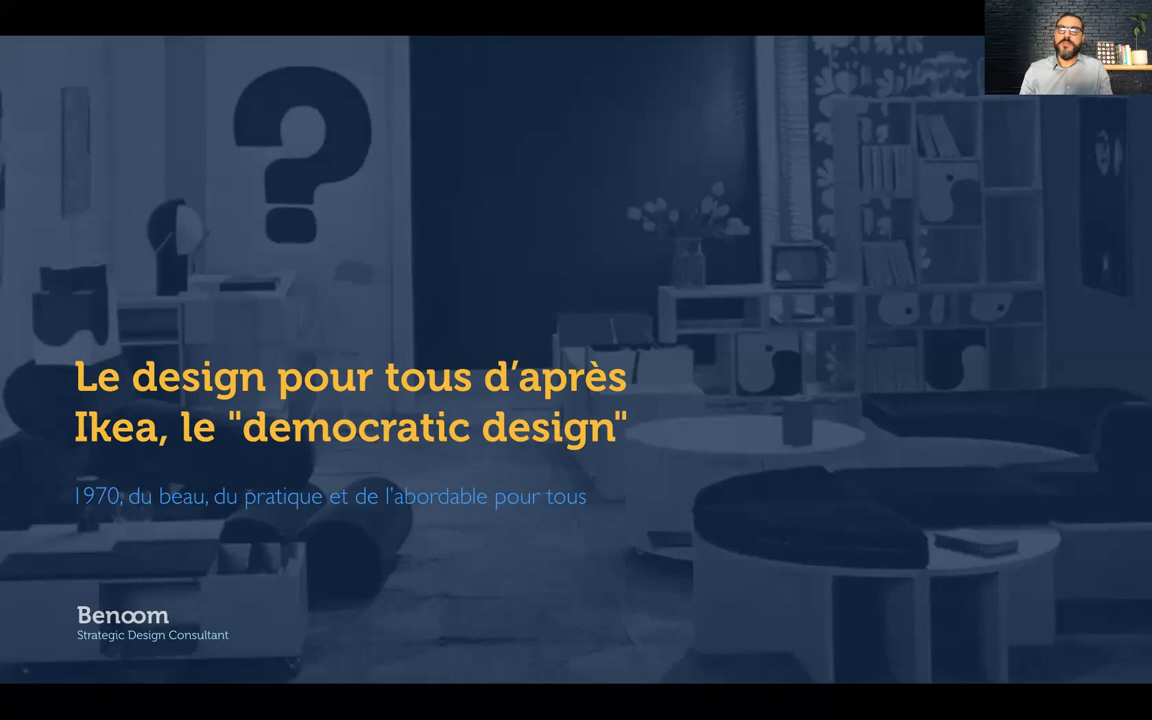 ?
Le design pour tous d’après
Ikea, le "democratic design"
1970, du beau, du pratique et de l’abordable pour tous
Benoom
Strategic Design Consultant